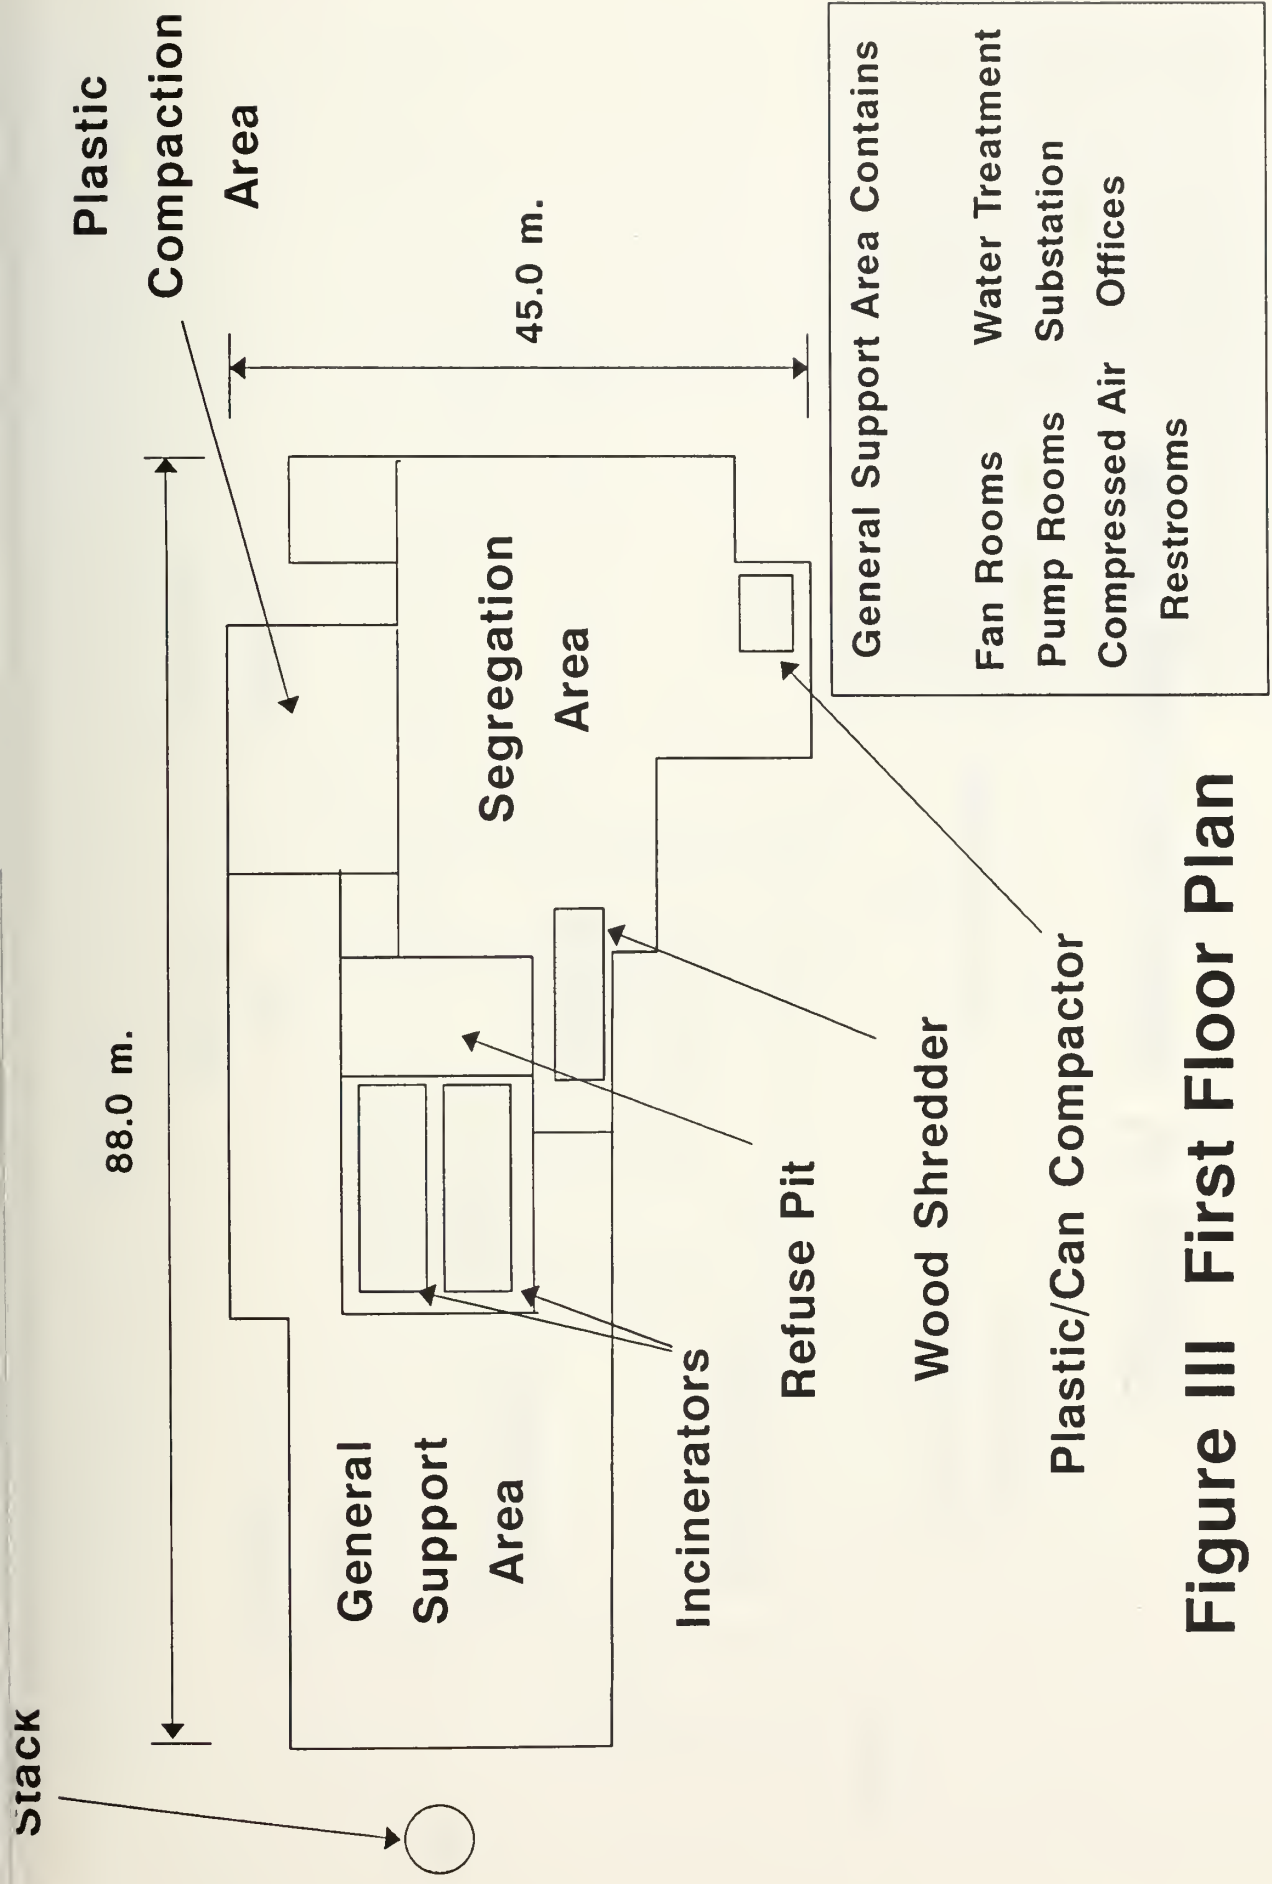 Stack
88.0 m.
Plastic
Compaction
Area
45.0 m.
General
Support
Area
Segregation
Area
Incinerators
Refuse Pit
Wood Shredder
Plastic/Can Compactor
General Support Area Contains
Fan Rooms Water Treatment
Pump Rooms Substation
Compressed Air Offices
Restrooms
Figure III First Floor Plan